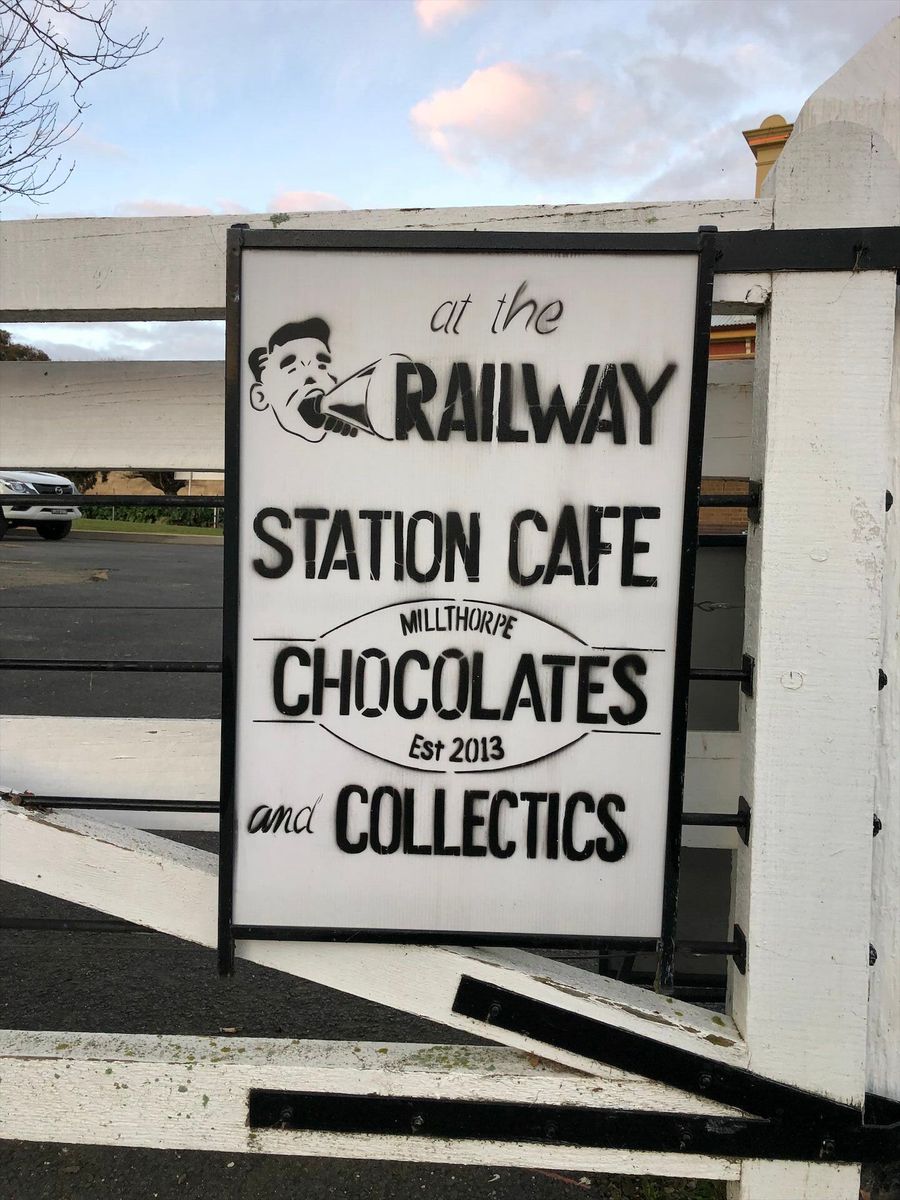 at the
RAILWAY
STATION CAFE
MILLTHORPE
CHOCOLATES
Est 2013
and COLLECTICS